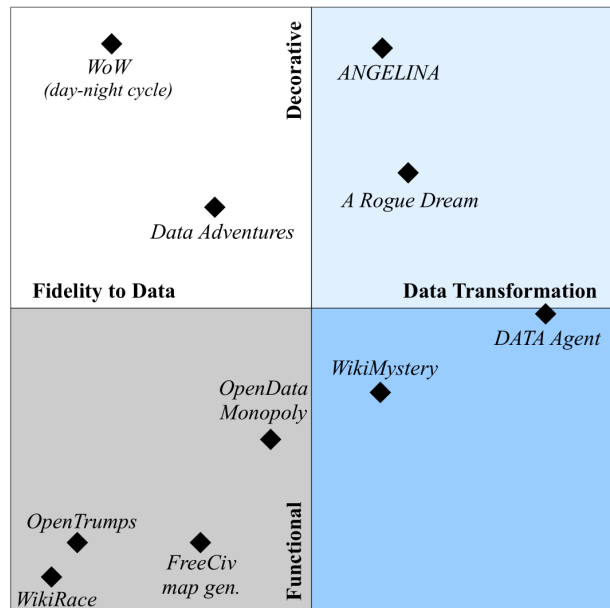 Decorative
WoW
(day-night cycle)
ANGELINA
A Rogue Dream
Data Adventures
Fidelity to Data
Data Transformation
DATA Agent
WikiMystery
OpenData
Monopoly
OpenTrumps
FreeCiv
map gen.
WikiRace
Functional